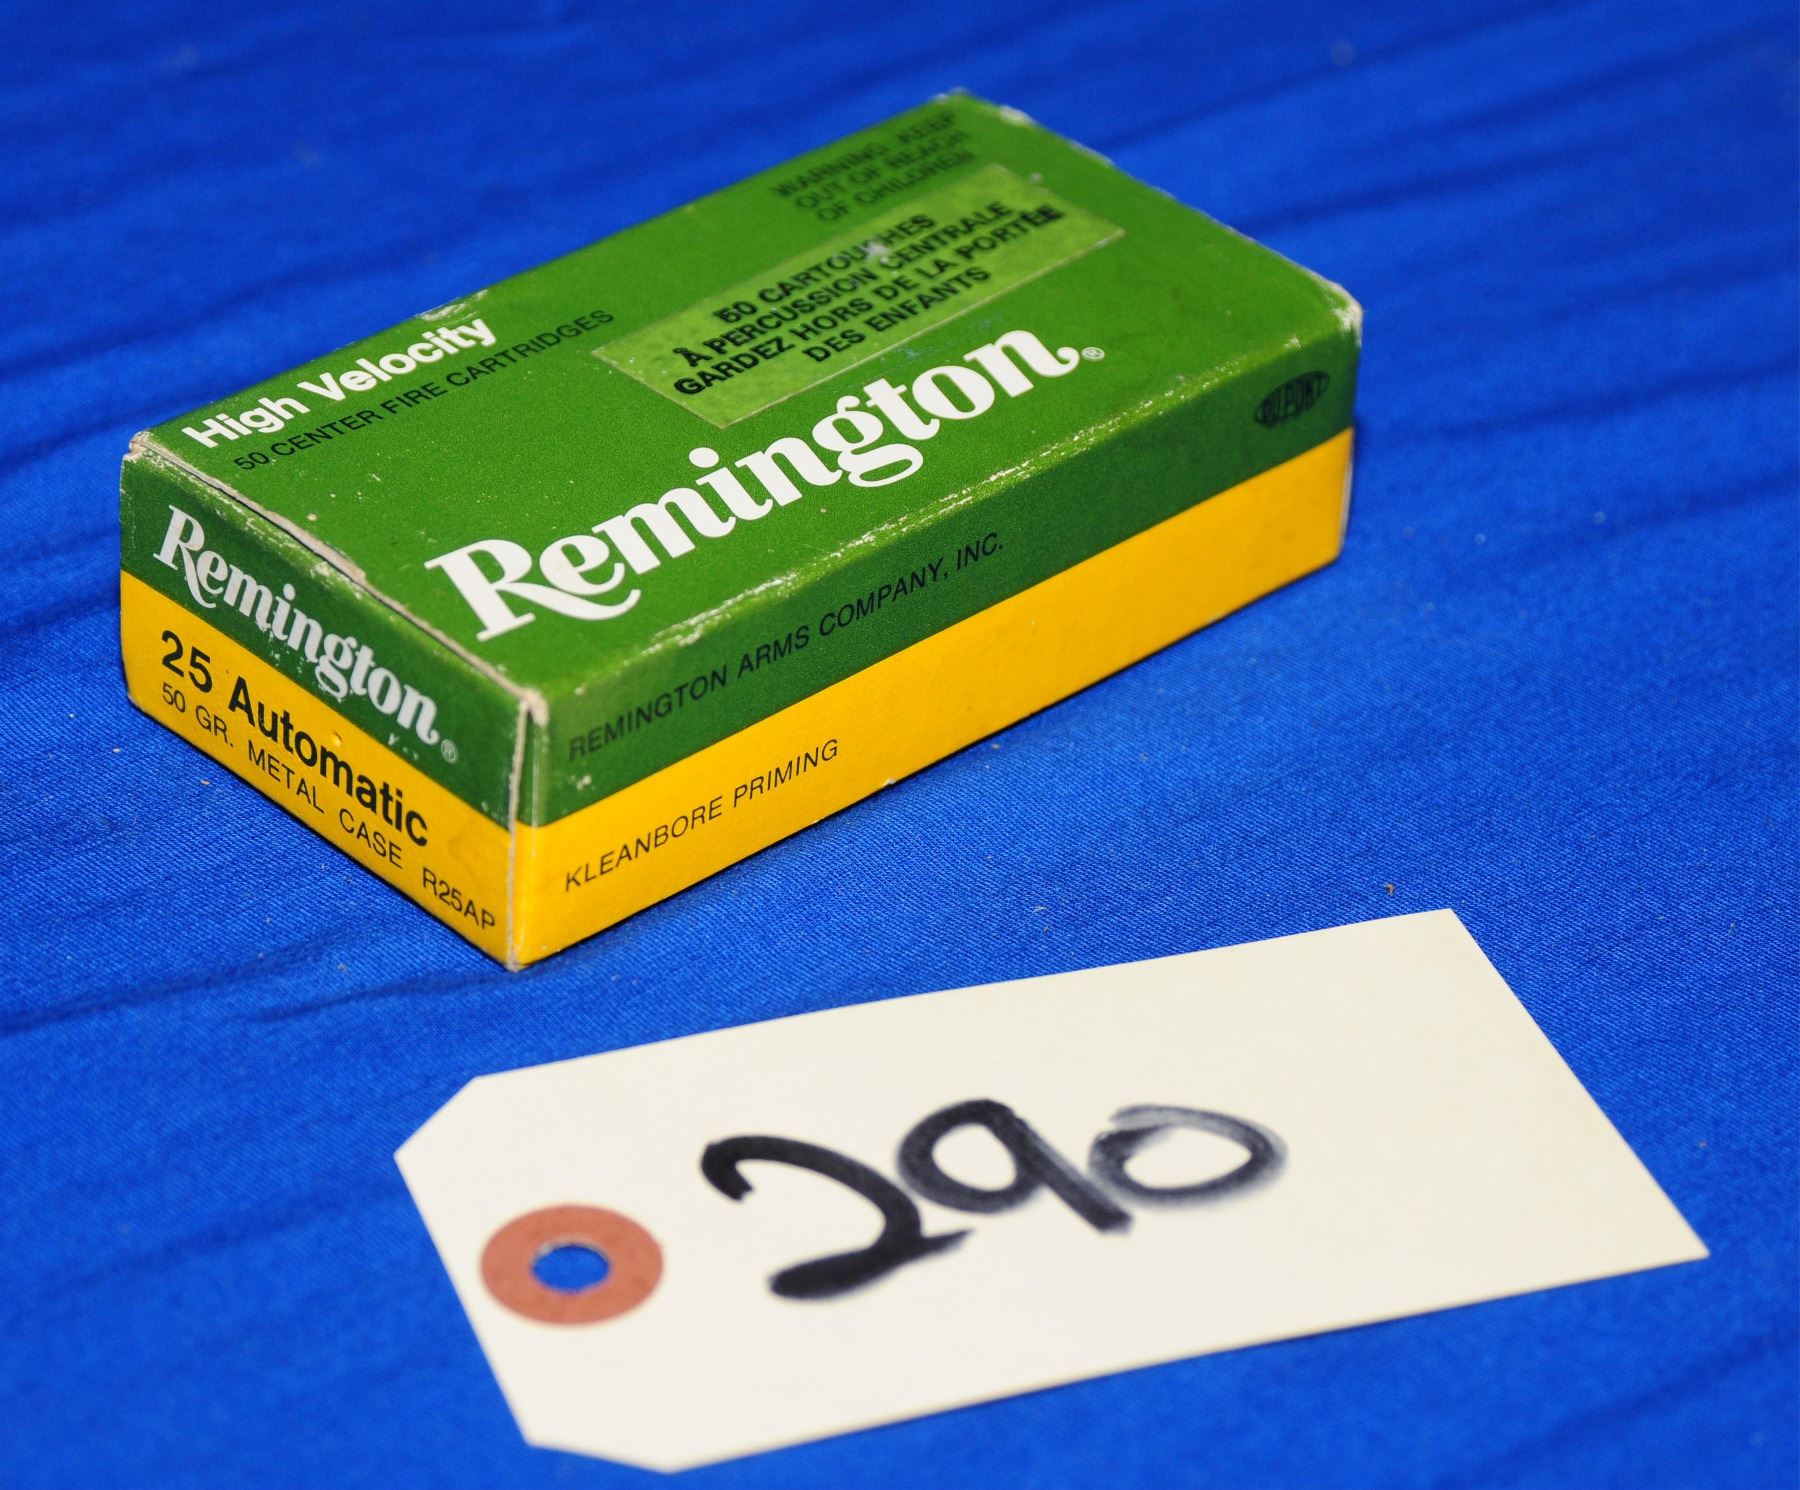 WARNING KEEP
OUT OF REACH
OF CHILDREN
High Velocity
50 CENTER FIRE CARTRIDGES
50 CARTOUCHES
À PERCUSSION CENTRALE
GARDEZ HORS DE LA PORTÉE
DES ENFANTS
Remington®
DU PONT
REMINGTON ARMS COMPANY, INC.
KLEANBORE PRIMING
Remington®
25 Automatic
50 GR. METAL CASE R25AP
290